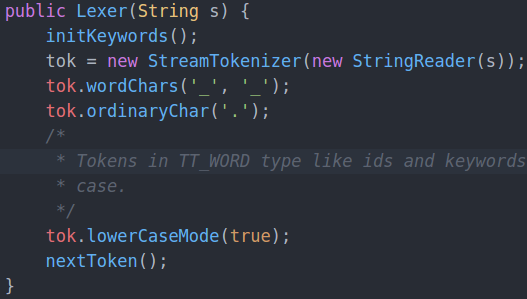 public Lexer(String s) {
    initKeywords();
    tok = new StreamTokenizer(new StringReader(s));
    tok.wordChars('_', '_');
    tok.ordinaryChar('.');
    /*
     * Tokens in TT_WORD type like ids and keywords
     * case.
     */
    tok.lowerCaseMode(true);
    nextToken();
}